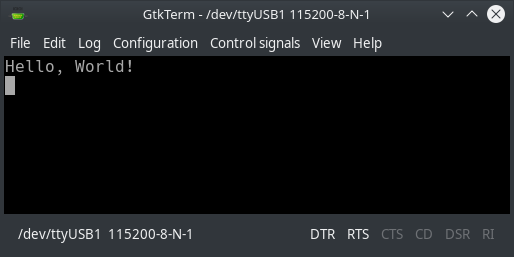 GtkTerm - /dev/ttyUSB1 115200-8-N-1
File Edit Log Configuration Control signals View Help
Hello, World!
/dev/ttyUSB1 115200-8-N-1 DTR RTS CTS CD DSR RI